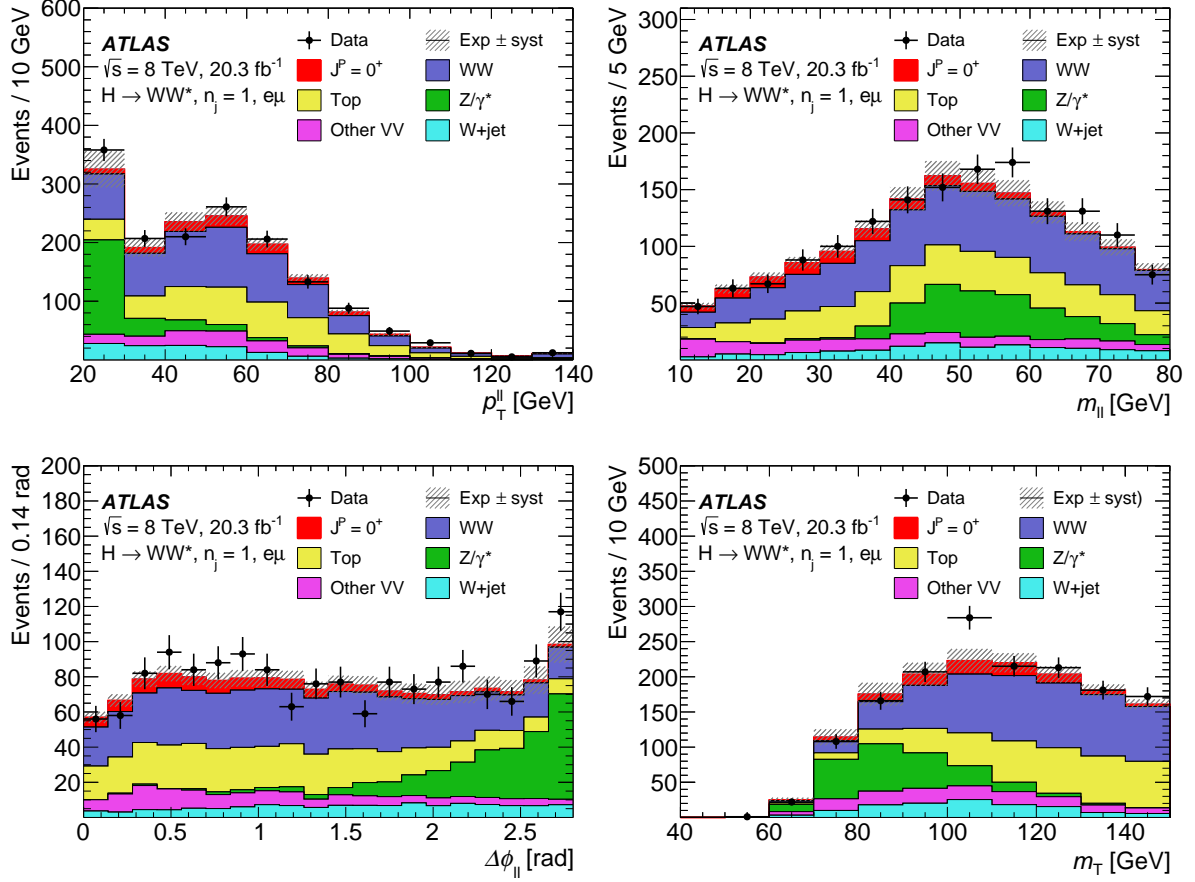 Events / 10 GeV
600
500
400
300
200
100
ATLAS
√s = 8 TeV, 20.3 fb⁻¹
H → WW*, n_j = 1, eμ
Data
Exp ± syst
Jᴾ = 0⁺
WW
Top
Z/γ*
Other VV
W+jet
20 40 60 80 100 120 140
p_T^ll [GeV]
Events / 5 GeV
300
250
200
150
100
50
ATLAS
√s = 8 TeV, 20.3 fb⁻¹
H → WW*, n_j = 1, eμ
Data
Exp ± syst
Jᴾ = 0⁺
WW
Top
Z/γ*
Other VV
W+jet
10 20 30 40 50 60 70 80
m_ll [GeV]
Events / 0.14 rad
200
180
160
140
120
100
80
60
40
20
ATLAS
√s = 8 TeV, 20.3 fb⁻¹
H → WW*, n_j = 1, eμ
Data
Exp ± syst
Jᴾ = 0⁺
WW
Top
Z/γ*
Other VV
W+jet
0 0.5 1 1.5 2 2.5
Δϕ_ll [rad]
Events / 10 GeV
500
450
400
350
300
250
200
150
100
50
0
ATLAS
√s = 8 TeV, 20.3 fb⁻¹
H → WW*, n_j = 1, eμ
Data
Exp ± syst)
Jᴾ = 0⁺
WW
Top
Z/γ*
Other VV
W+jet
40 60 80 100 120 140
m_T [GeV]